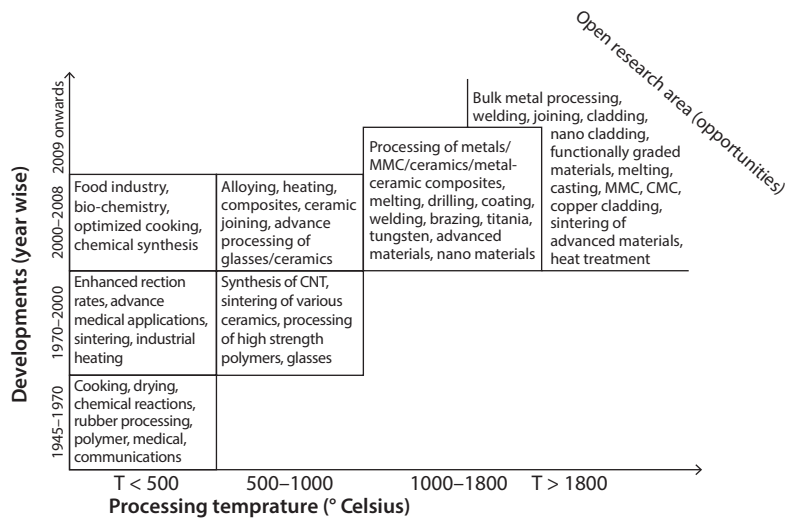 Open research area (opportunities)
Developments (year wise)
2009 onwards
2000–2008
1970–2000
1945–1970
Bulk metal processing,
welding, joining, cladding,
nano cladding,
functionally graded
materials, melting,
casting, MMC, CMC,
copper cladding,
sintering of
advanced materials,
heat treatment
Processing of metals/
MMC/ceramics/metal-
ceramic composites,
melting, drilling, coating,
welding, brazing, titania,
tungsten, advanced
materials, nano materials
Food industry,
bio-chemistry,
optimized cooking,
chemical synthesis
Alloying, heating,
composites, ceramic
joining, advance
processing of
glasses/ceramics
Enhanced rection
rates, advance
medical applications,
sintering, industrial
heating
Synthesis of CNT,
sintering of various
ceramics, processing
of high strength
polymers, glasses
Cooking, drying,
chemical reactions,
rubber processing,
polymer, medical,
communications
T < 500
500–1000
1000–1800
T > 1800
Processing temprature (° Celsius)